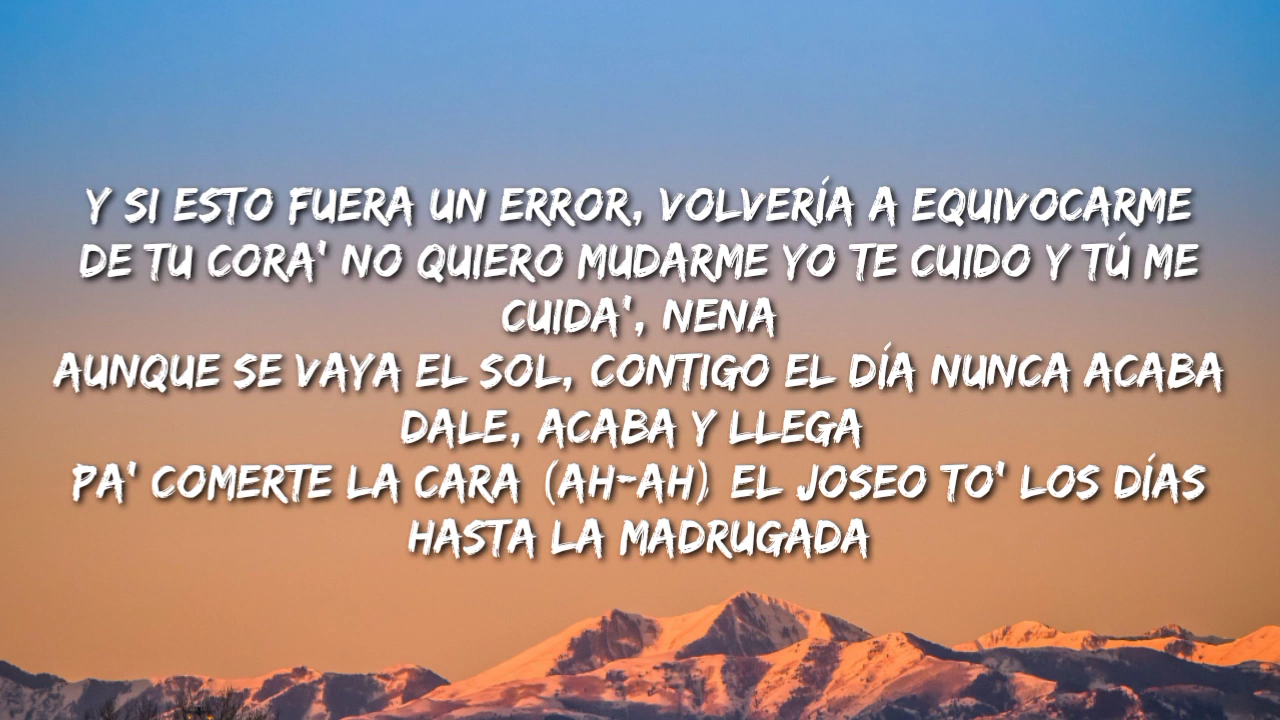 Y SI ESTO FUERA UN ERROR, VOLVERÍA A EQUIVOCARME
DE TU CORA' NO QUIERO MUDARME YO TE CUIDO Y TÚ ME
CUIDA', NENA
AUNQUE SE VAYA EL SOL, CONTIGO EL DÍA NUNCA ACABA
DALE, ACABA Y LLEGA
PA' COMERTE LA CARA (AH-AH) EL JOSEO TO' LOS DÍAS
HASTA LA MADRUGADA